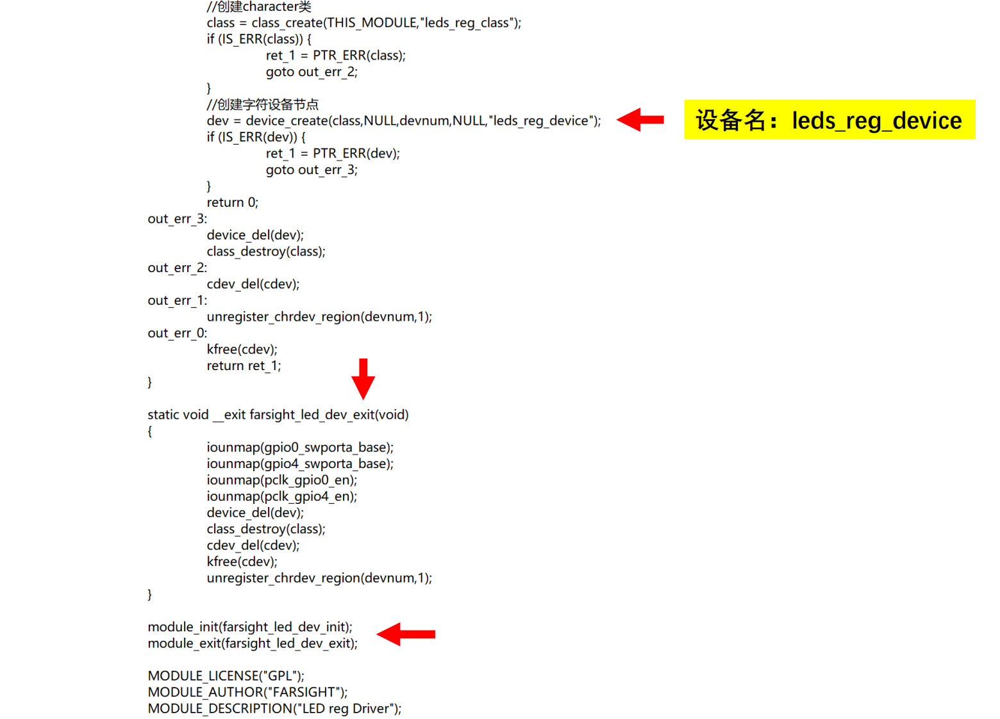 //创建character类
class = class_create(THIS_MODULE,"leds_reg_class");
if (IS_ERR(class)) {
ret_1 = PTR_ERR(class);
goto out_err_2;
}
//创建字符设备节点
dev = device_create(class,NULL,devnum,NULL,"leds_reg_device");
设备名：leds_reg_device
if (IS_ERR(dev)) {
ret_1 = PTR_ERR(dev);
goto out_err_3;
}
return 0;
out_err_3:
device_del(dev);
class_destroy(class);
out_err_2:
cdev_del(cdev);
out_err_1:
unregister_chrdev_region(devnum,1);
out_err_0:
kfree(cdev);
return ret_1;
}
static void __exit farsight_led_dev_exit(void)
{
iounmap(gpio0_swporta_base);
iounmap(gpio4_swporta_base);
iounmap(pclk_gpio0_en);
iounmap(pclk_gpio4_en);
device_del(dev);
class_destroy(class);
cdev_del(cdev);
kfree(cdev);
unregister_chrdev_region(devnum,1);
}
module_init(farsight_led_dev_init);
module_exit(farsight_led_dev_exit);
MODULE_LICENSE("GPL");
MODULE_AUTHOR("FARSIGHT");
MODULE_DESCRIPTION("LED reg Driver");